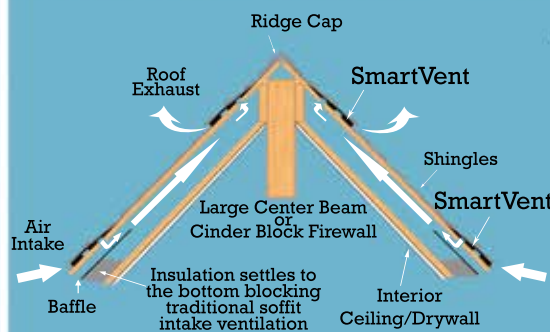 Ridge Cap
Roof
Exhaust
SmartVent
Shingles
SmartVent
Large Center Beam
or
Cinder Block Firewall
Air
Intake
Baffle
Insulation settles to
the bottom blocking
traditional soffit
intake ventilation
Interior
Ceiling/Drywall